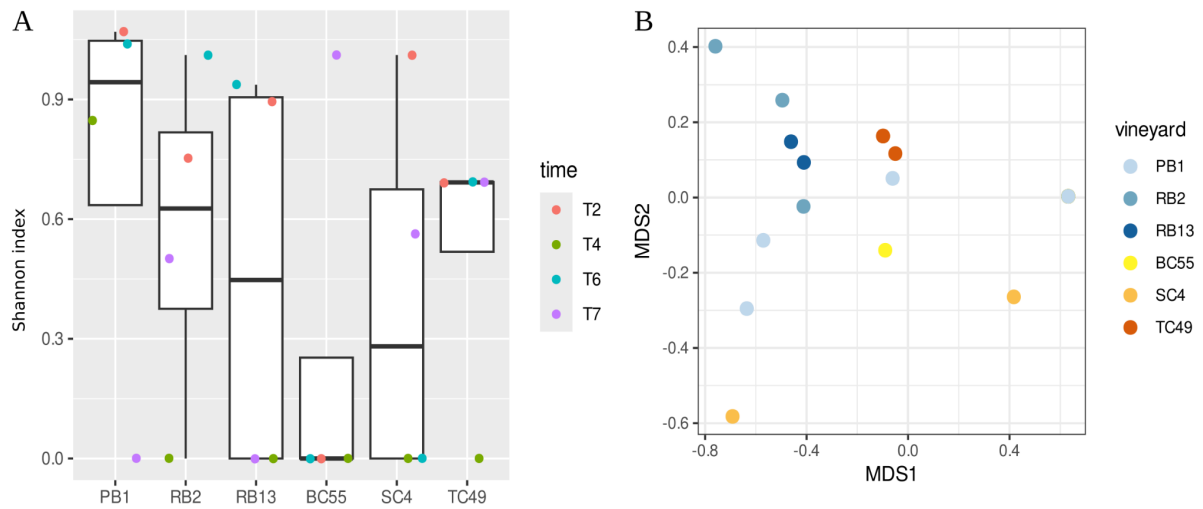 A
Shannon index
0.9
0.6
0.3
0.0
PB1 RB2 RB13 BC55 SC4 TC49
time
T2
T4
T6
T7
B
MDS2
0.4
0.2
0.0
-0.2
-0.4
-0.6
-0.8 -0.4 0.0 0.4
MDS1
vineyard
PB1
RB2
RB13
BC55
SC4
TC49